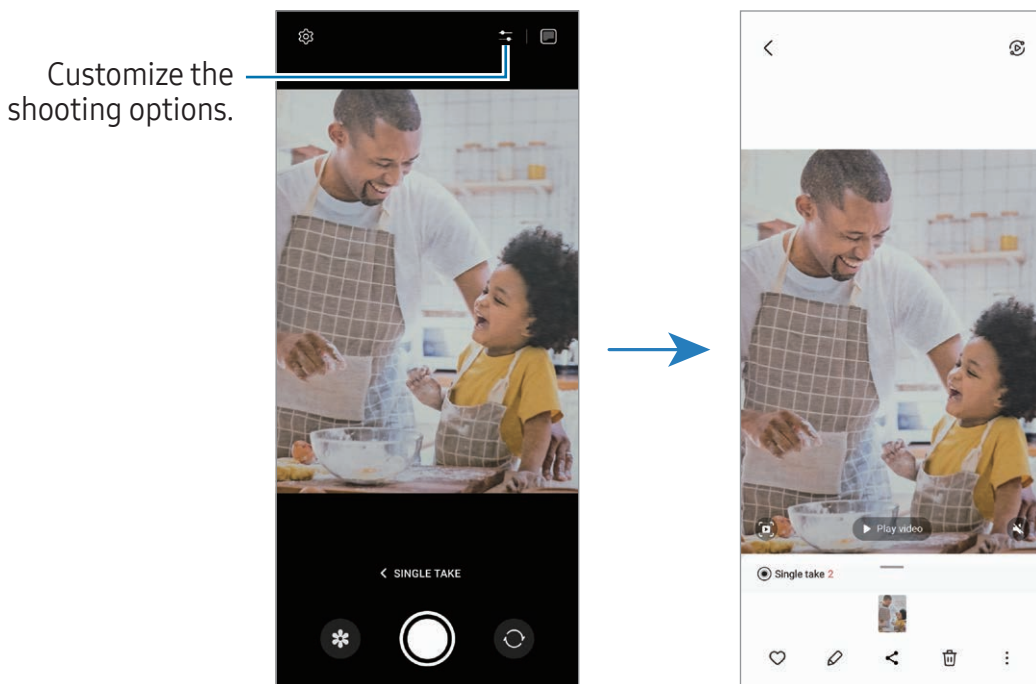 Customize the
shooting options.
SINGLE TAKE
Play video
Single take 2